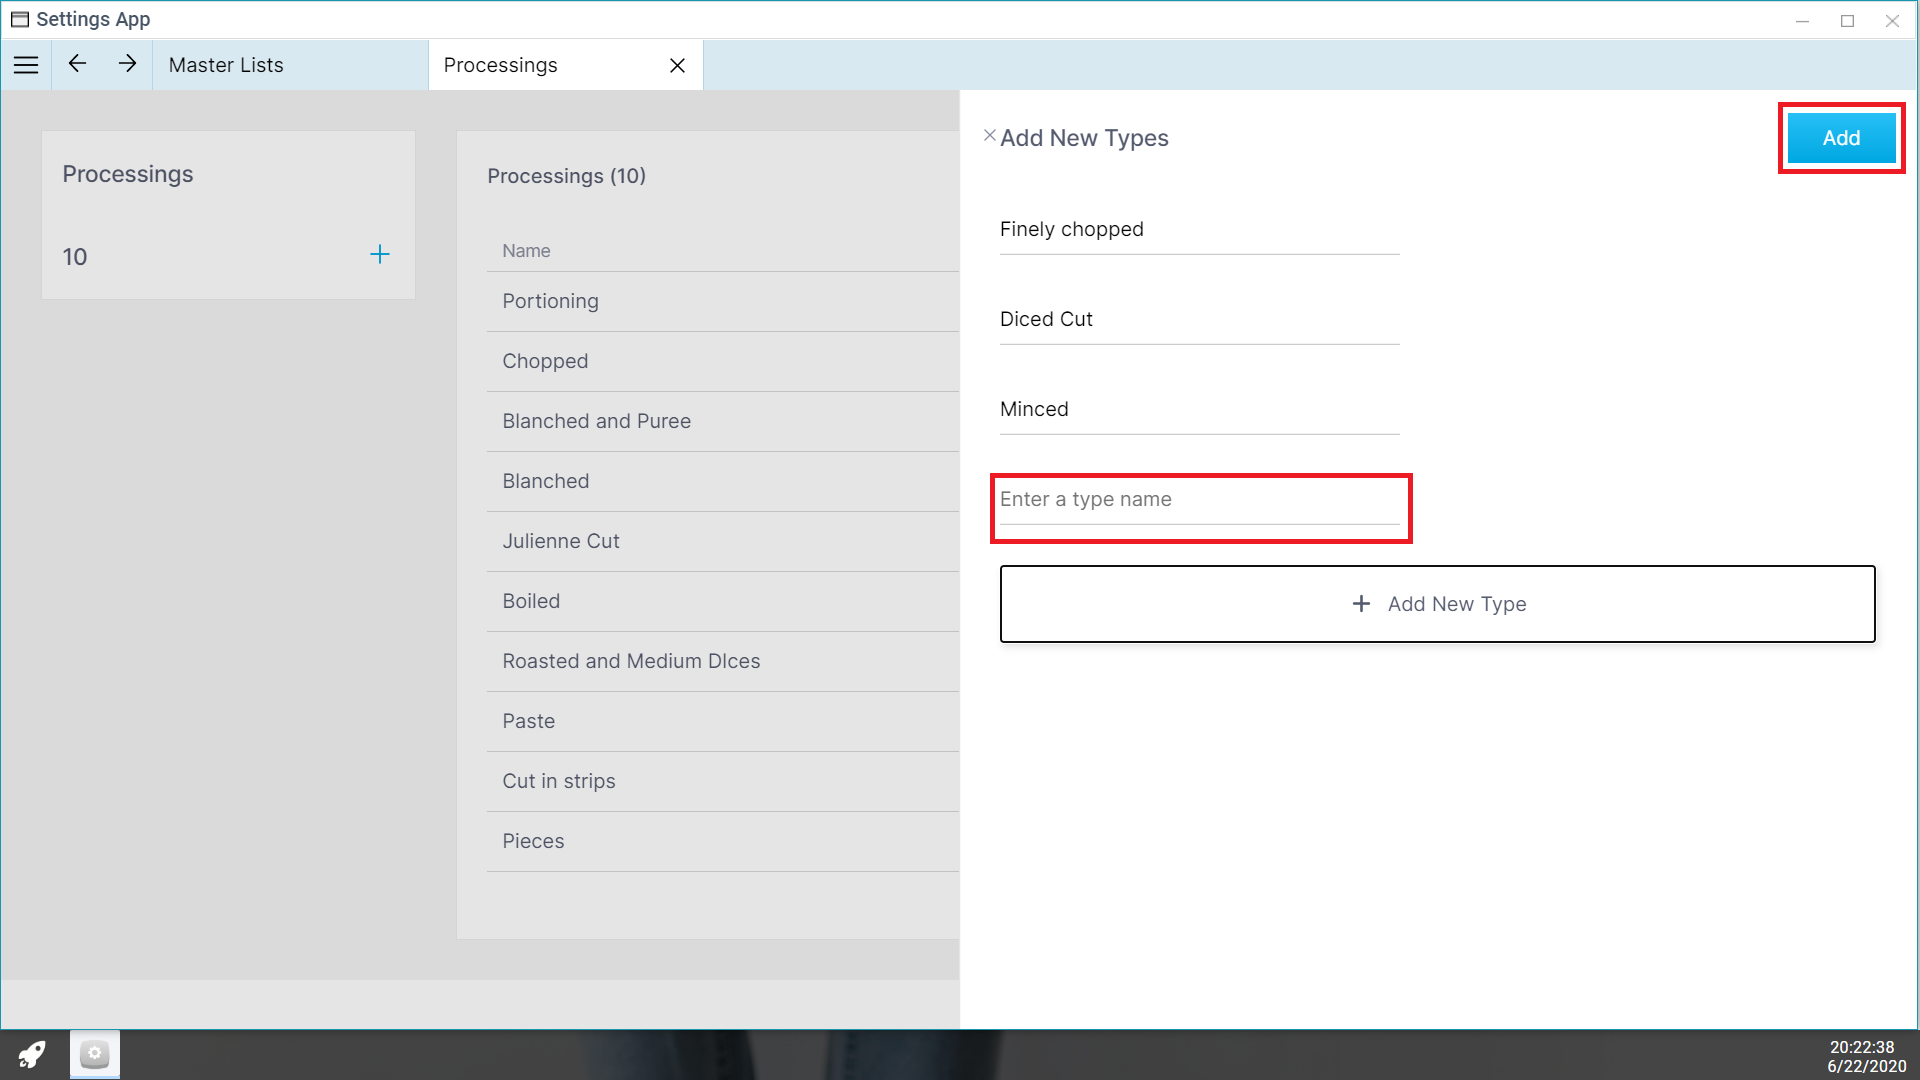 Settings App
Master Lists
Processings
Processings
10
Processings (10)
Name
Portioning
Chopped
Blanched and Puree
Blanched
Julienne Cut
Boiled
Roasted and Medium DIces
Paste
Cut in strips
Pieces
Add New Types
Add
Finely chopped
Diced Cut
Minced
Enter a type name
Add New Type
20:22:38
6/22/2020